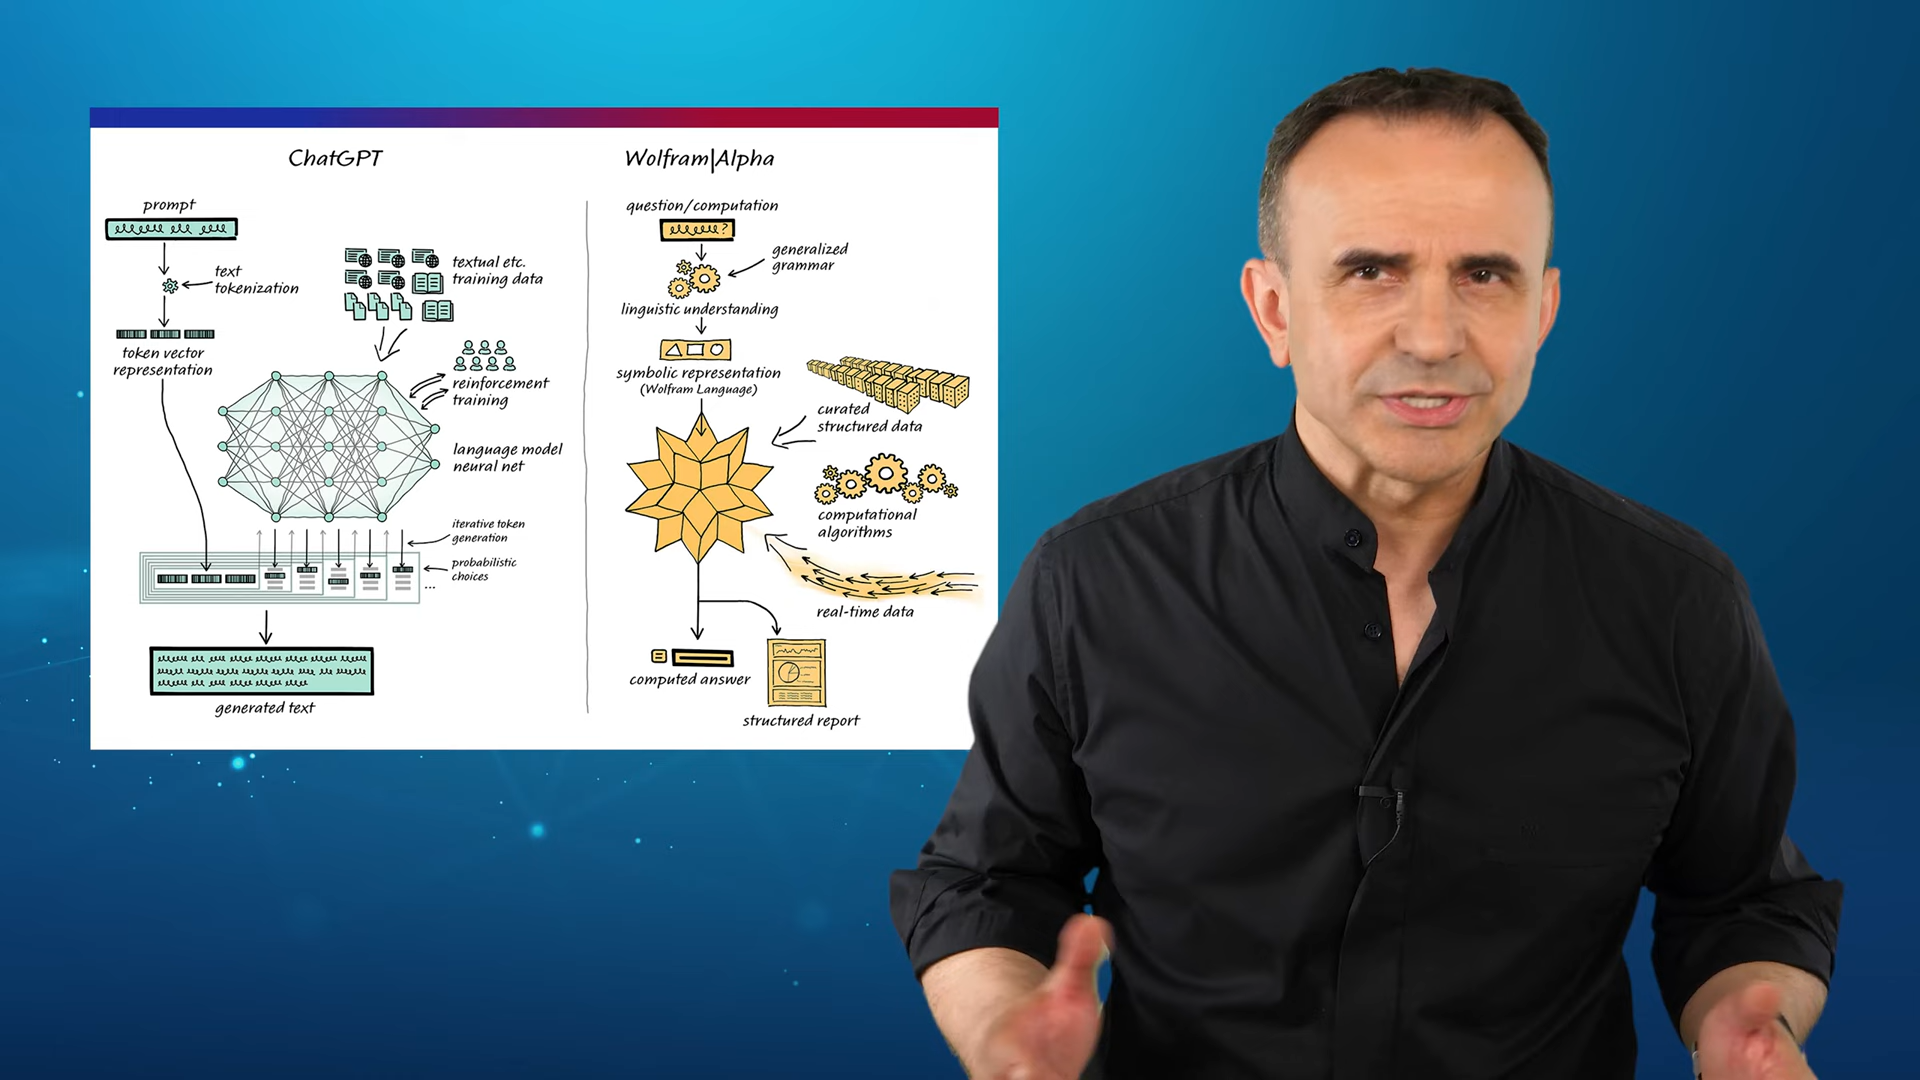 ChatGPT
prompt
text
tokenization
token vector
representation
textual etc.
training data
reinforcement
training
language model
neural net
iterative token
generation
probabilistic
choices
...
generated text
Wolfram|Alpha
question/computation
?
generalized
grammar
linguistic understanding
symbolic representation
(Wolfram Language)
curated
structured data
computational
algorithms
real-time data
computed answer
structured report